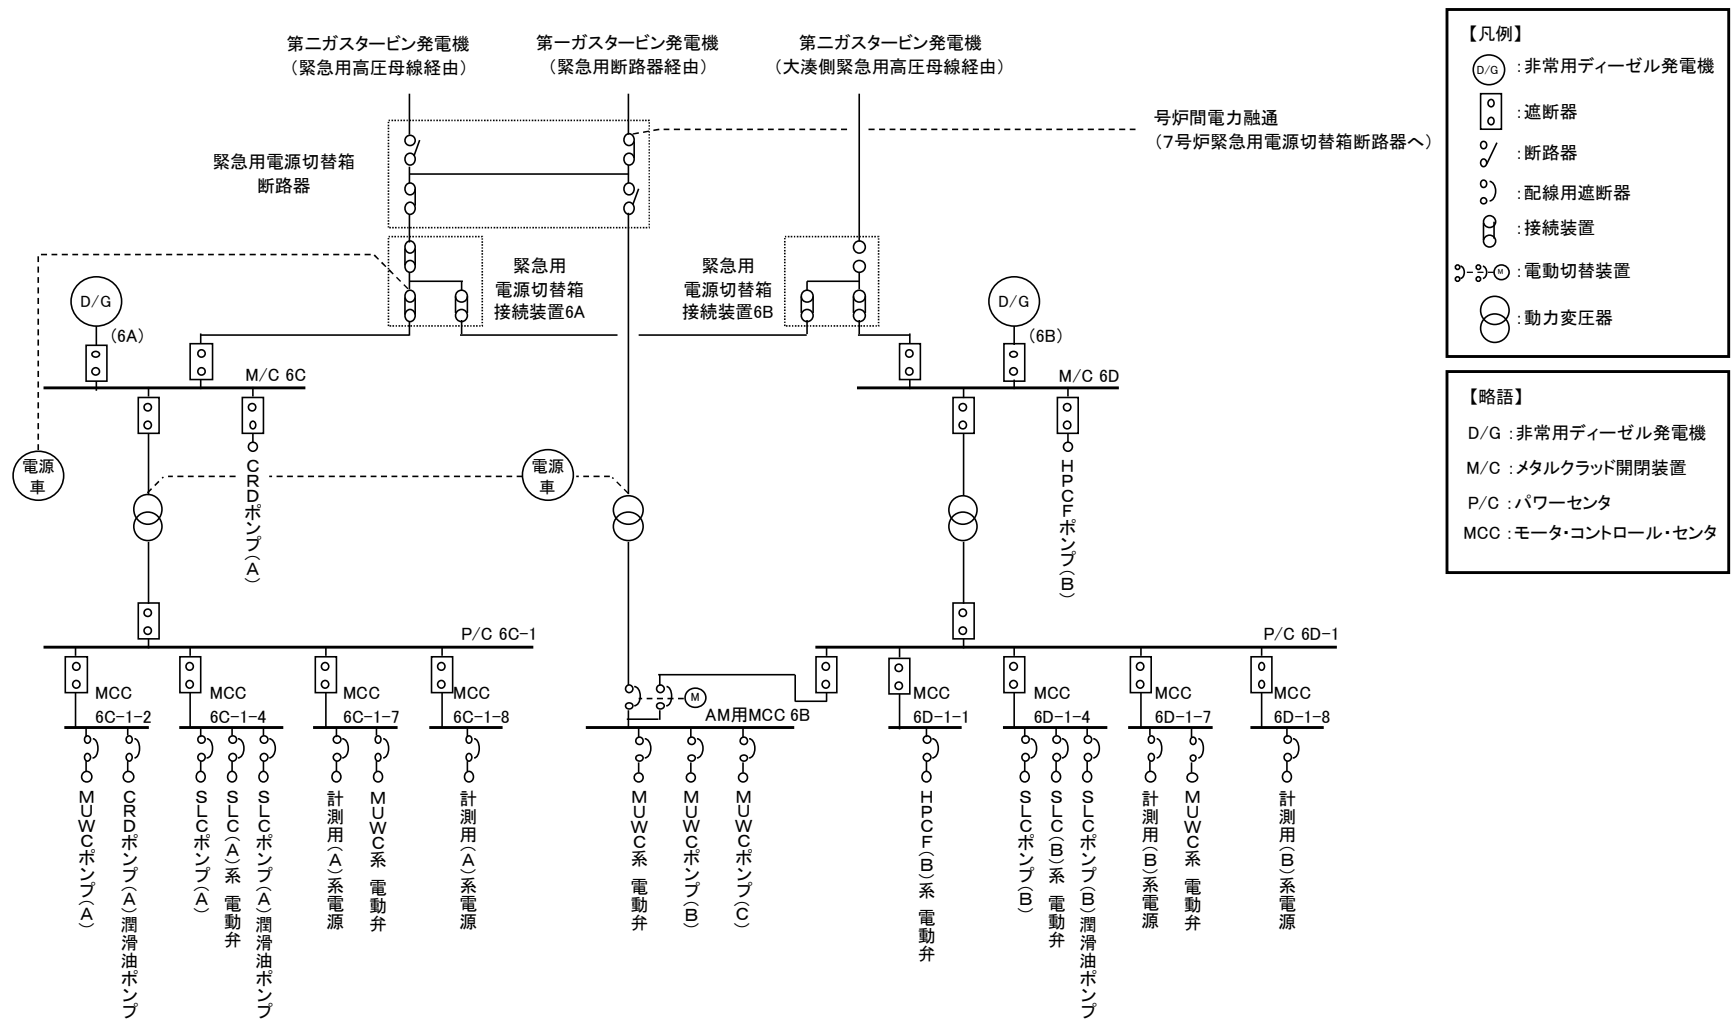 第二ガスタービン発電機
（緊急用高圧母線経由）
第一ガスタービン発電機
（緊急用断路器経由）
第二ガスタービン発電機
（大湊側緊急用高圧母線経由）
号炉間電力融通
（7号炉緊急用電源切替箱断路器へ）
緊急用電源切替箱
断路器
緊急用
電源切替箱
接続装置6A
緊急用
電源切替箱
接続装置6B
D/G
(6A)
D/G
(6B)
M/C 6C
M/C 6D
電源
車
電源
車
CRDポンプ(A)
HPCFポンプ(B)
P/C 6C-1
P/C 6D-1
MCC
6C-1-2
MCC
6C-1-4
MCC
6C-1-7
MCC
6C-1-8
M
AM用MCC 6B
MCC
6D-1-1
MCC
6D-1-4
MCC
6D-1-7
MCC
6D-1-8
MUWCポンプ(A)
CRDポンプ(A)潤滑油ポンプ
SLCポンプ(A)
SLC(A)系 電動弁
SLCポンプ(A)潤滑油ポンプ
計測用(A)系電源
MUWC系 電動弁
計測用(A)系電源
MUWC系 電動弁
MUWCポンプ(B)
MUWCポンプ(C)
HPCF(B)系 電動弁
SLCポンプ(B)
SLC(B)系 電動弁
SLCポンプ(B)潤滑油ポンプ
計測用(B)系電源
MUWC系 電動弁
計測用(B)系電源
【凡例】
D/G :非常用ディーゼル発電機
:遮断器
:断路器
:配線用遮断器
:接続装置
M :電動切替装置
:動力変圧器
【略語】
D/G :非常用ディーゼル発電機
M/C :メタルクラッド開閉装置
P/C :パワーセンタ
MCC :モータ・コントロール・センタ